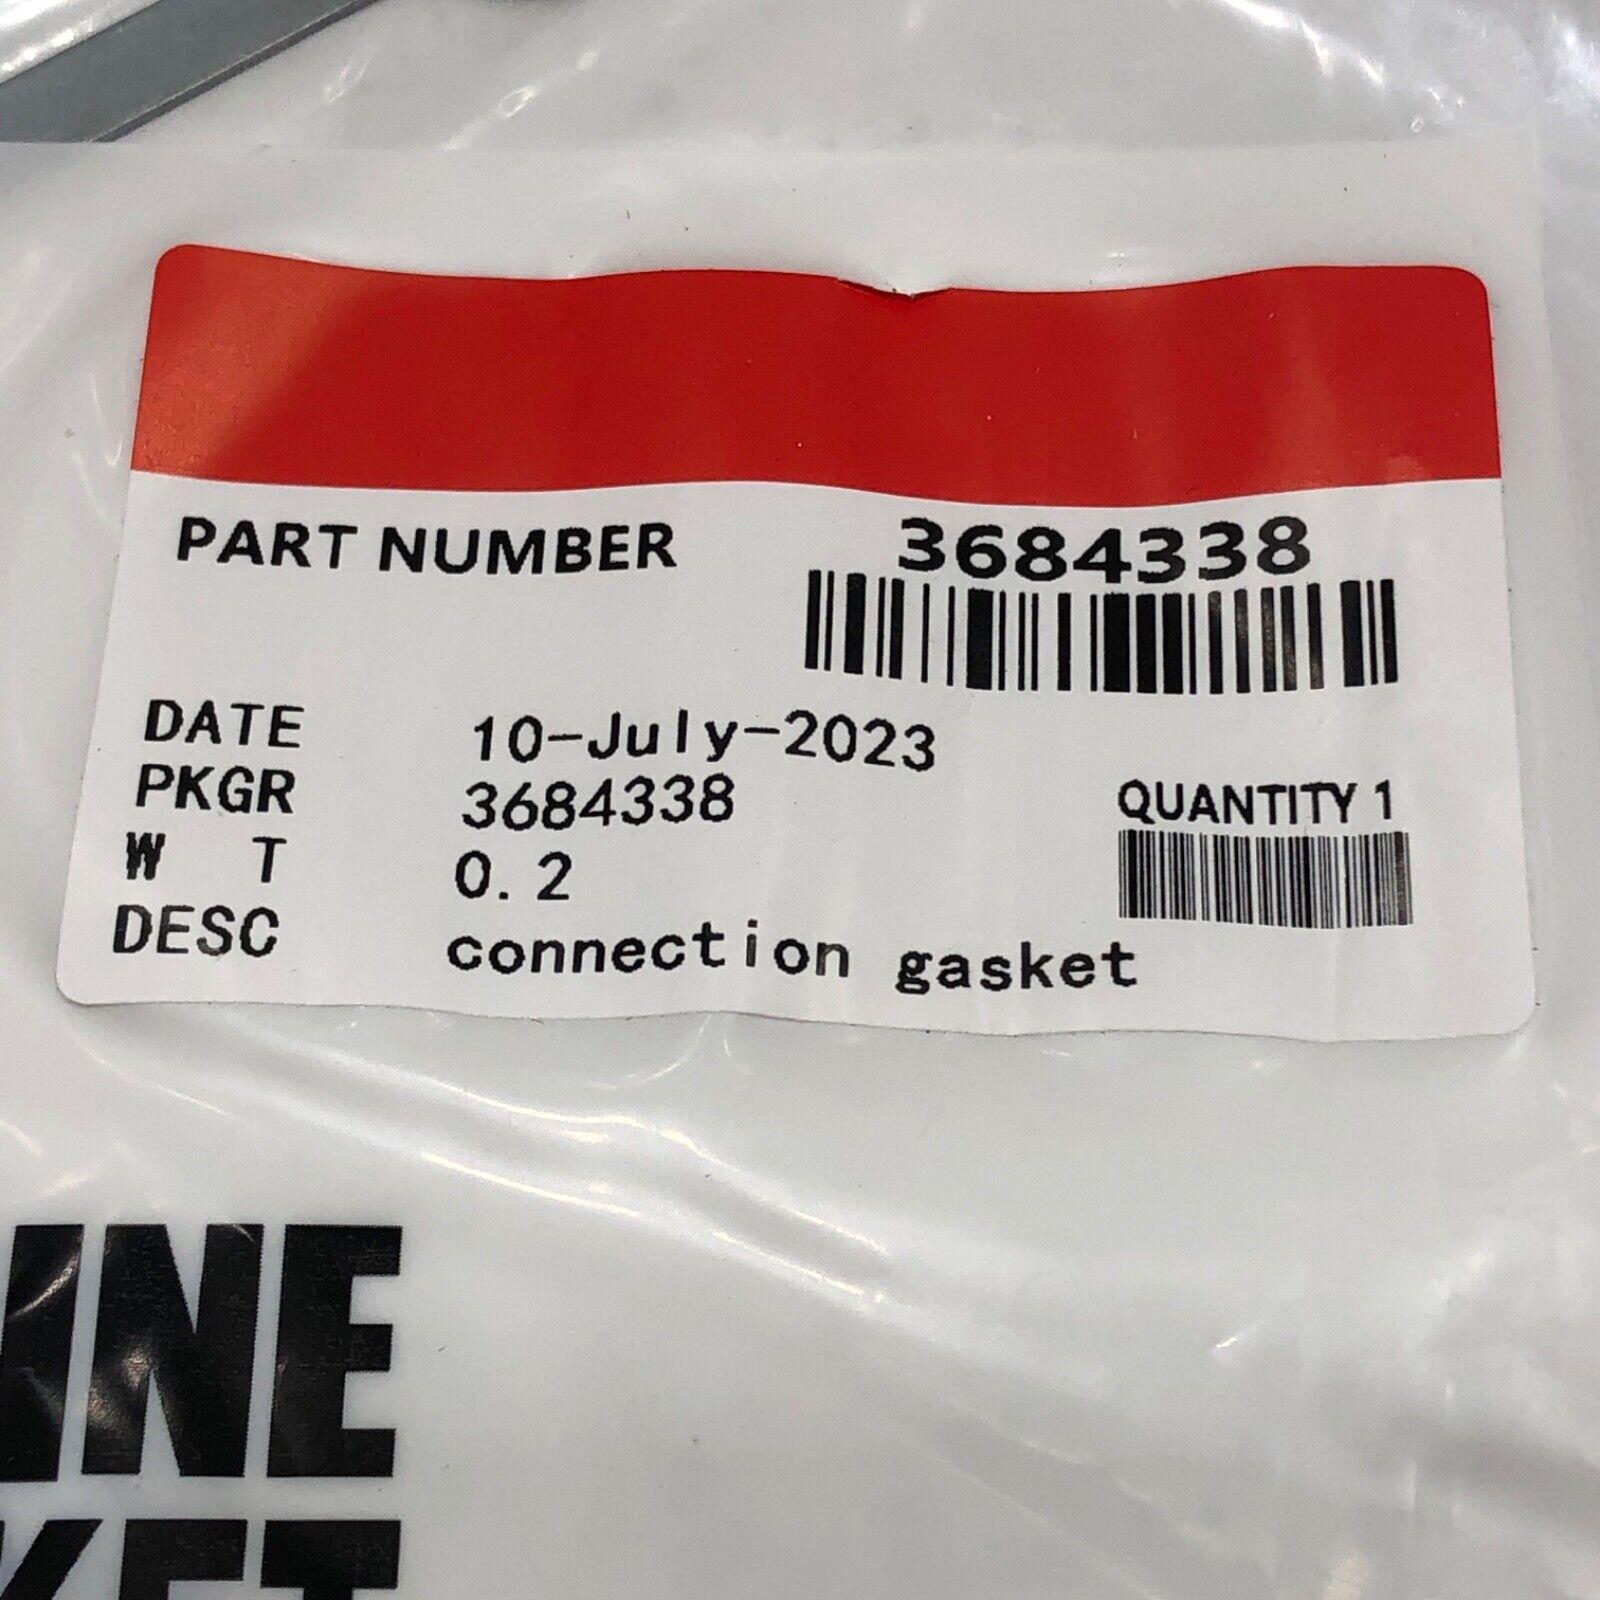 PART NUMBER 3684338
DATE 10-July-2023
PKGR 3684338
QUANTITY 1
W T 0.2
DESC connection gasket